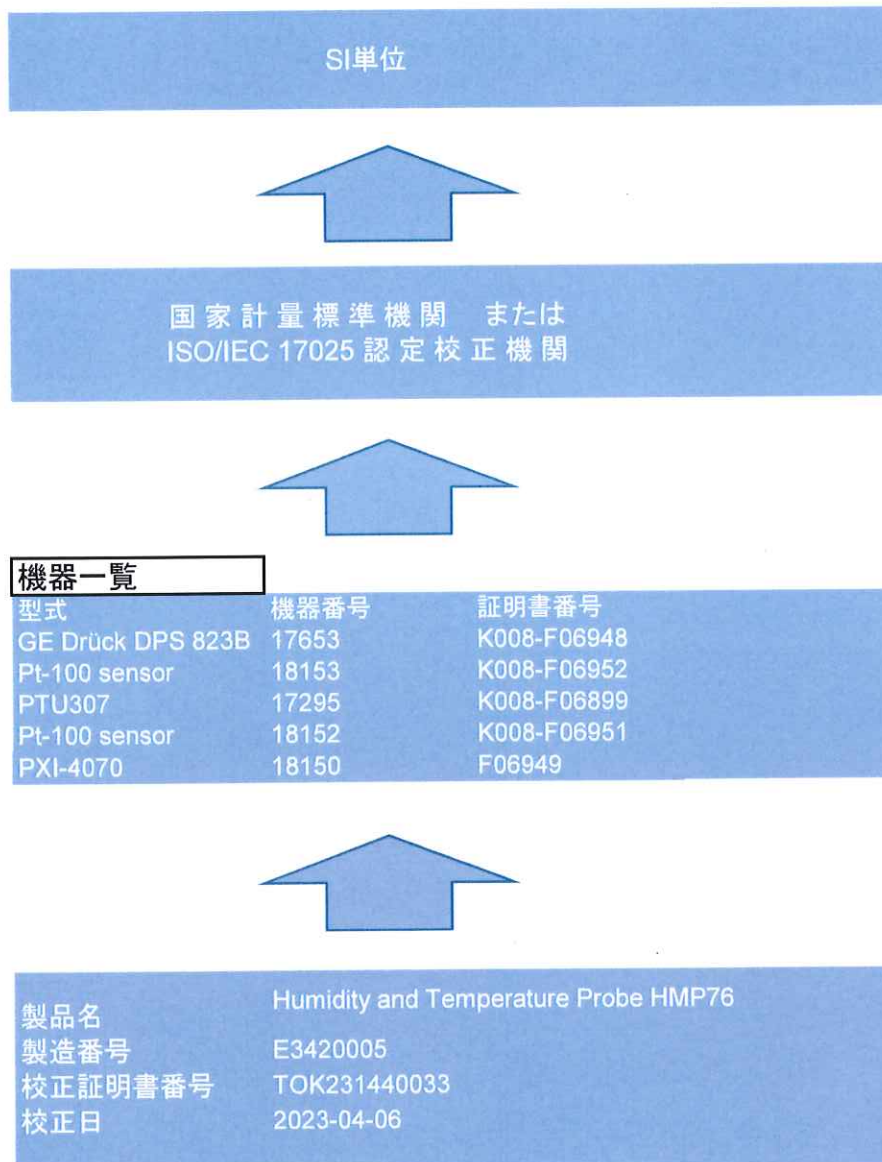 SI単位
国家計量標準機関 または
ISO/IEC 17025 認定校正機関
機器一覧
型式 機器番号 証明書番号
GE Drück DPS 823B 17653 K008-F06948
Pt-100 sensor 18153 K008-F06952
PTU307 17295 K008-F06899
Pt-100 sensor 18152 K008-F06951
PXI-4070 18150 F06949
製品名 Humidity and Temperature Probe HMP76
製造番号 E3420005
校正証明書番号 TOK231440033
校正日 2023-04-06